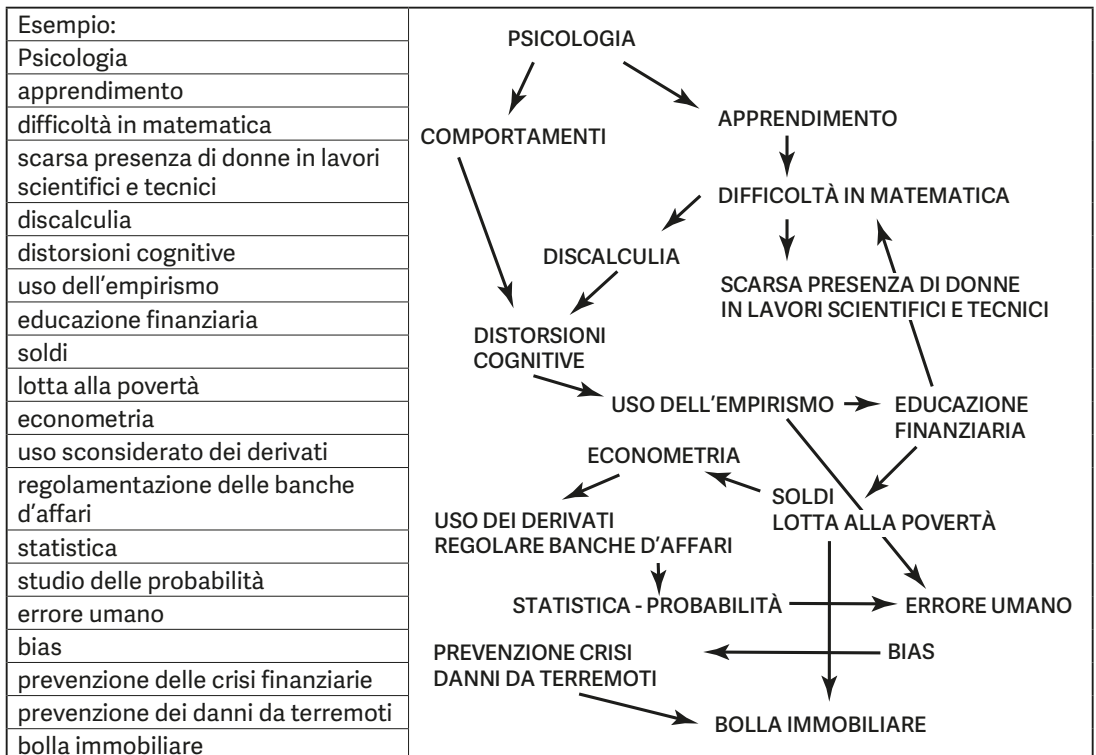 Esempio:
Psicologia
apprendimento
difficoltà in matematica
scarsa presenza di donne in lavori
scientifici e tecnici
discalculia
distorsioni cognitive
uso dell'empirismo
educazione finanziaria
soldi
lotta alla povertà
econometria
uso sconsiderato dei derivati
regolamentazione delle banche
d'affari
statistica
studio delle probabilità
errore umano
bias
prevenzione delle crisi finanziarie
prevenzione dei danni da terremoti
bolla immobiliare
PSICOLOGIA
COMPORTAMENTI
APPRENDIMENTO
DIFFICOLTÀ IN MATEMATICA
DISCALCULIA
SCARSA PRESENZA DI DONNE
IN LAVORI SCIENTIFICI E TECNICI
DISTORSIONI
COGNITIVE
USO DELL'EMPIRISMO
EDUCAZIONE
FINANZIARIA
ECONOMETRIA
SOLDI
LOTTA ALLA POVERTÀ
USO DEI DERIVATI
REGOLARE BANCHE D'AFFARI
STATISTICA - PROBABILITÀ
ERRORE UMANO
BIAS
PREVENZIONE CRISI
DANNI DA TERREMOTI
BOLLA IMMOBILIARE